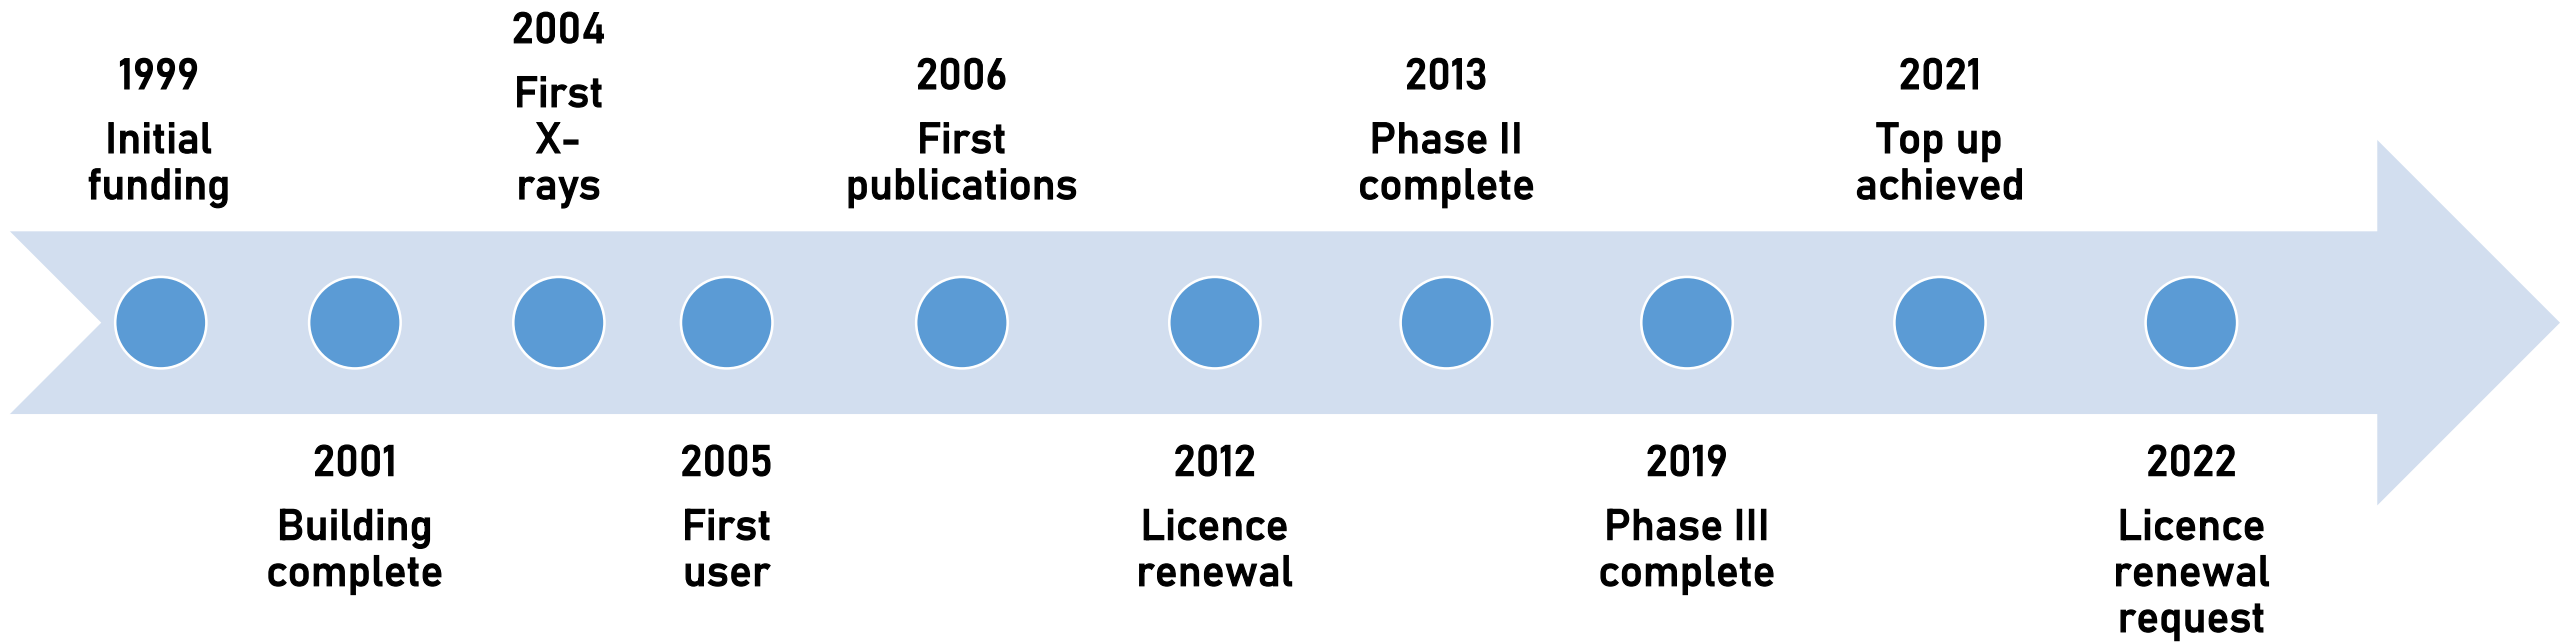 1999
Initial
funding
2001
Building
complete
2004
First
X-
rays
2005
First
user
2006
First
publications
2012
Licence
renewal
2013
Phase II
complete
2019
Phase III
complete
2021
Top up
achieved
2022
Licence
renewal
request